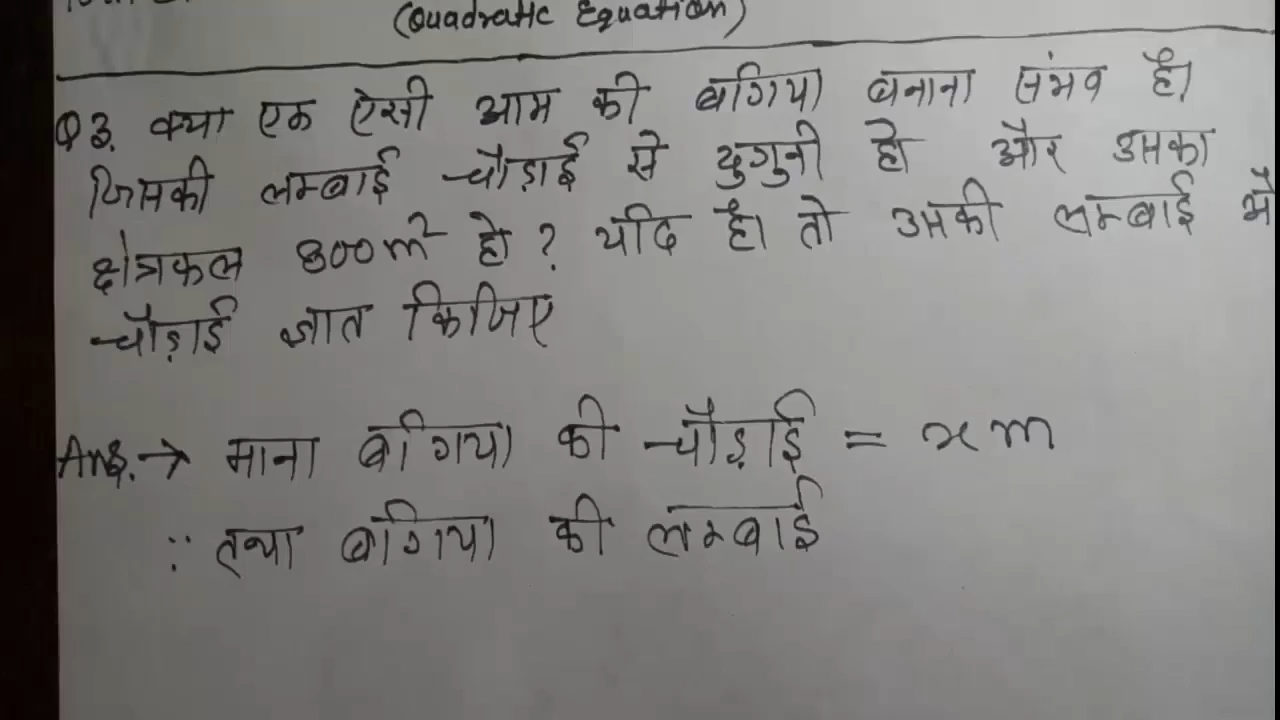 (Quadratic Equation)
Q3. क्या एक ऐसी आम की बगिया बनाना संभव है।
जिसकी लम्बाई चौड़ाई से दुगुनी हो और उसका
क्षेत्रफल 800m² हो? यदि है। तो उसकी लम्बाई
चौड़ाई ज्ञात किजिए
Ans. → माना बगिया की चौड़ाई = x m
∵ तथा बगिया की लम्बाई